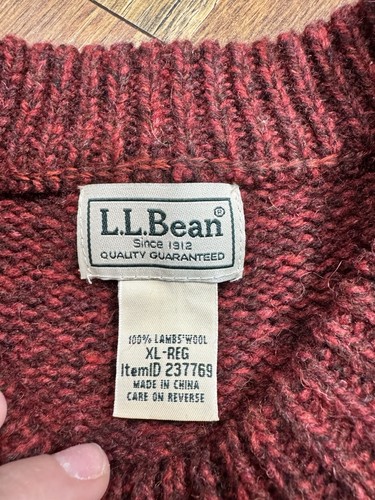 L.L.Bean®
Since 1912
QUALITY GUARANTEED
100% LAMBS'WOOL
XL-REG
ItemID 237769
MADE IN CHINA
CARE ON REVERSE